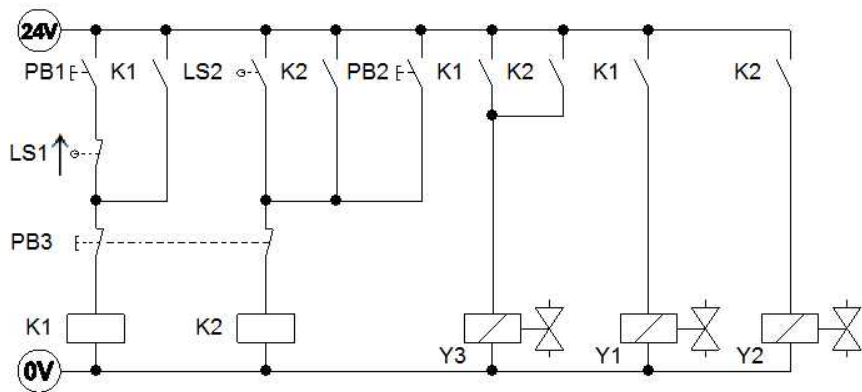 24V
PB1 K1 LS2 K2 PB2 K1 K2 K1 K2
LS1
PB3
K1 K2
Y3 Y1 Y2
0V